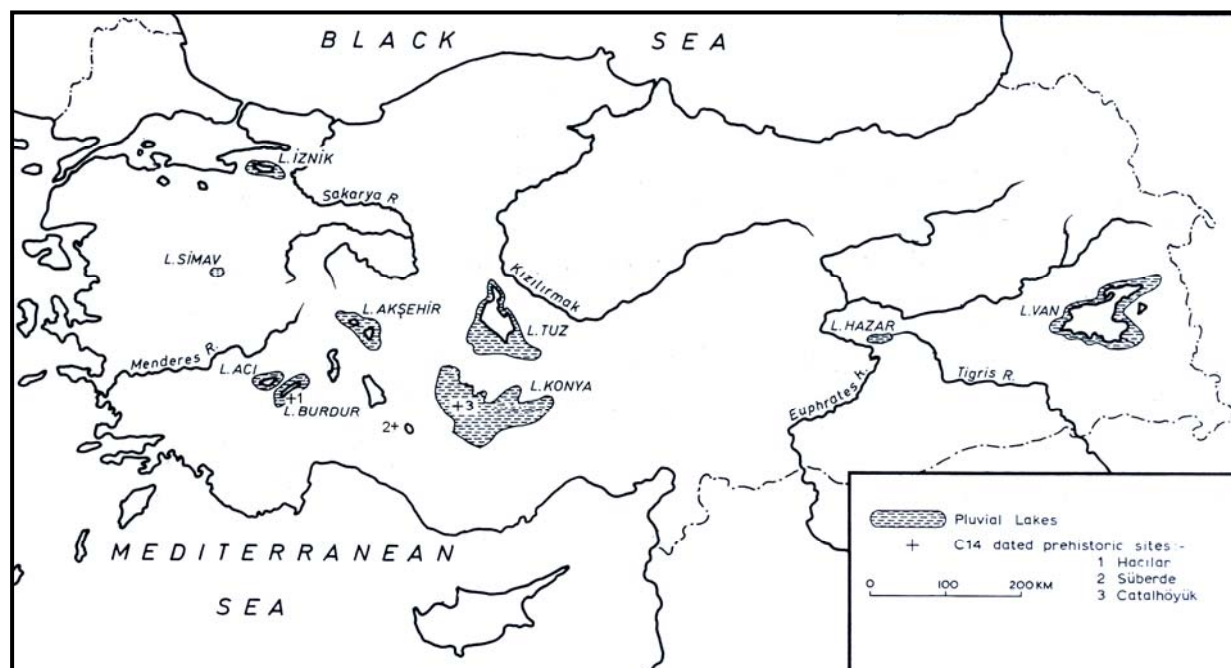 BLACK SEA
L. İZNİK
Sakarya R
L. SİMAV
Kızılırmak
L. AKŞEHİR
L. TUZ
L. VAN
L. HAZAR
Menderes R.
L. ACI
L. KONYA
Tigris R.
+1
+3
L. BURDUR
Euphrates R.
2+
MEDITERRANEAN
SEA
Pluvial Lakes
+ C14 dated prehistoric sites:-
1 Hacılar
2 Süberde
3 Catalhöyük
0 100 200 KM